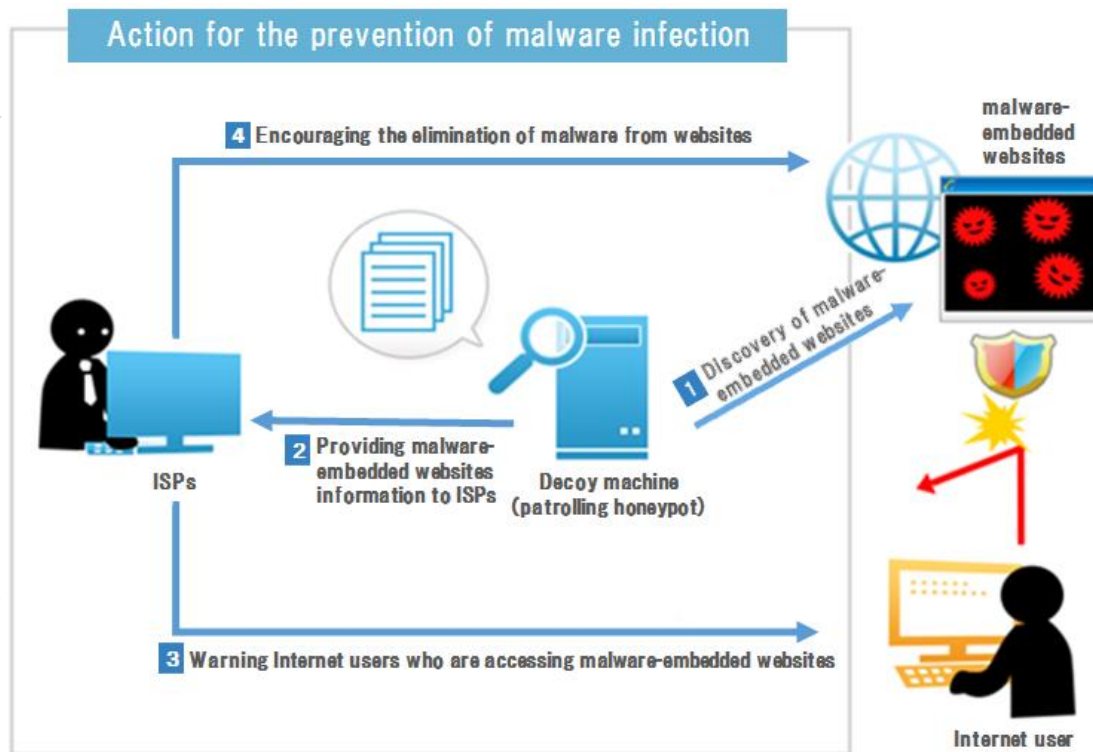 Action for the prevention of malware infection
malware-
embedded
websites
4 Encouraging the elimination of malware from websites
1 Discovery of malware-
embedded websites
2 Providing malware-
embedded websites
information to ISPs
ISPs
Decoy machine
(patrolling honeypot)
3 Warning Internet users who are accessing malware-embedded websites
Internet user